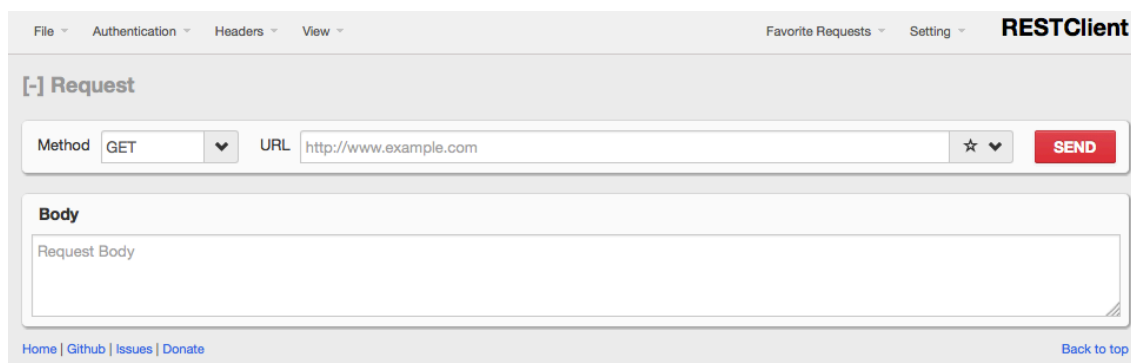 File Authentication Headers View Favorite Requests Setting RESTClient
[-] Request
Method GET URL http://www.example.com SEND
Body
Request Body
Home | Github | Issues | Donate Back to top